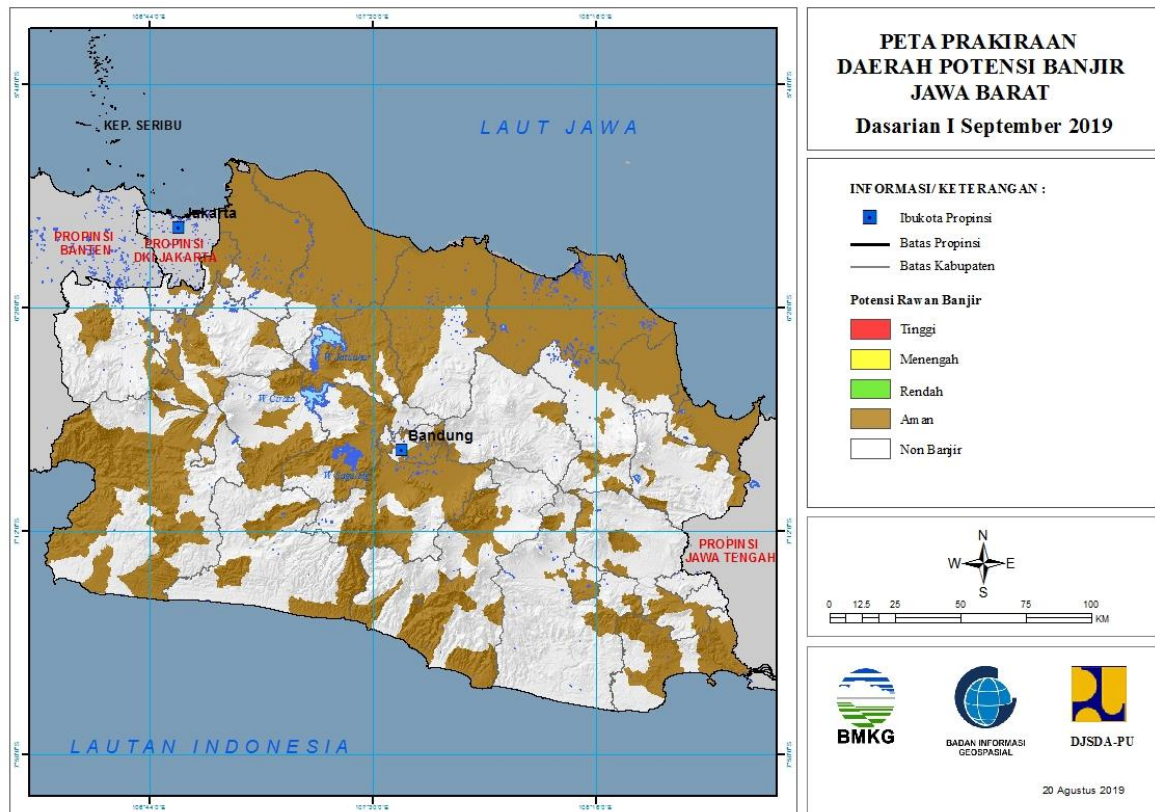 PETA PRAKIRAAN
DAERAH POTENSI BANJIR
JAWA BARAT
Dasarian I September 2019
INFORMASI/ KETERANGAN :
Ibukota Propinsi
Batas Propinsi
Batas Kabupaten
Potensi Rawan Banjir
Tinggi
Menengah
Rendah
Aman
Non Banjir
N
W E
S
0 12.5 25 50 75 100
KM
BMKG
BADAN INFORMASI
GEOSPASIAL
DJSDA-PU
20 Agustus 2019
KEP. SERIBU
LAUT JAWA
Jakarta
PROPINSI
BANTEN
PROPINSI
DKI JAKARTA
Bandung
PROPINSI
JAWA TENGAH
LAUTAN INDONESIA